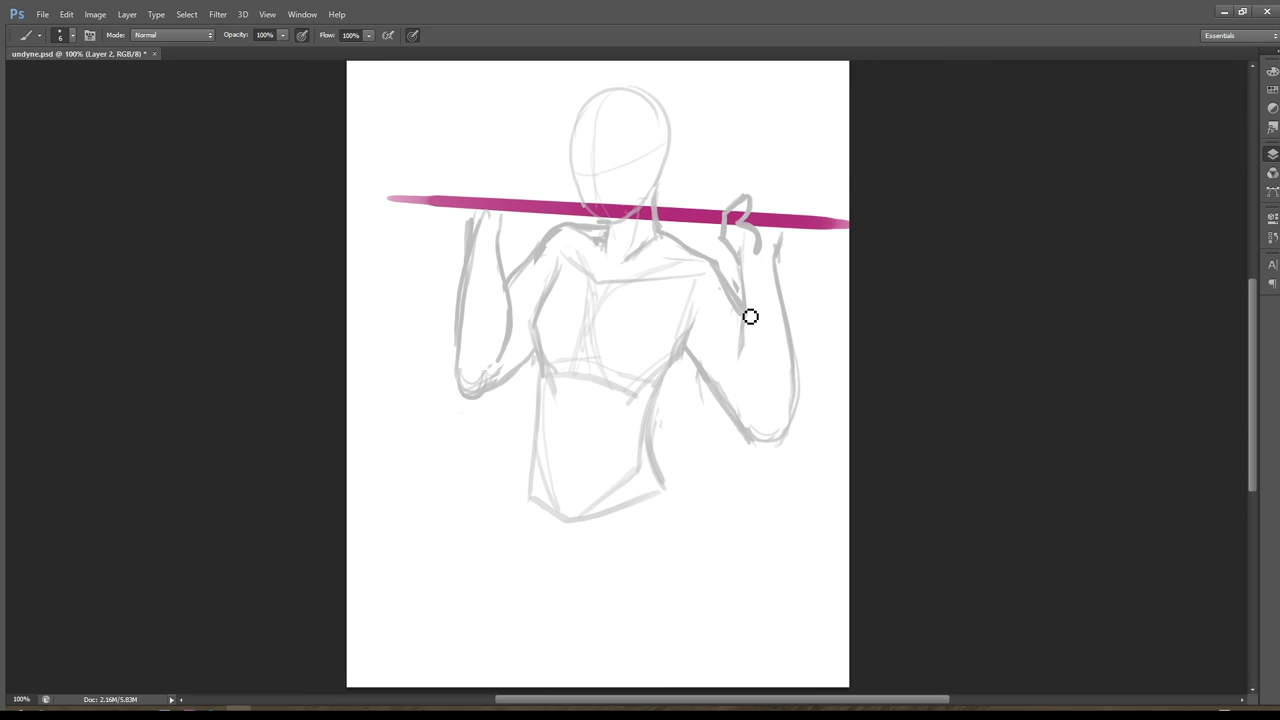 Ps File Edit Image Layer Type Select Filter 3D View Window Help
6 Mode: Normal Opacity: 100% Flow: 100% Essentials
undyne.psd @ 100% (Layer 2, RGB/8) * ×
100% Doc: 2.16M/5.83M